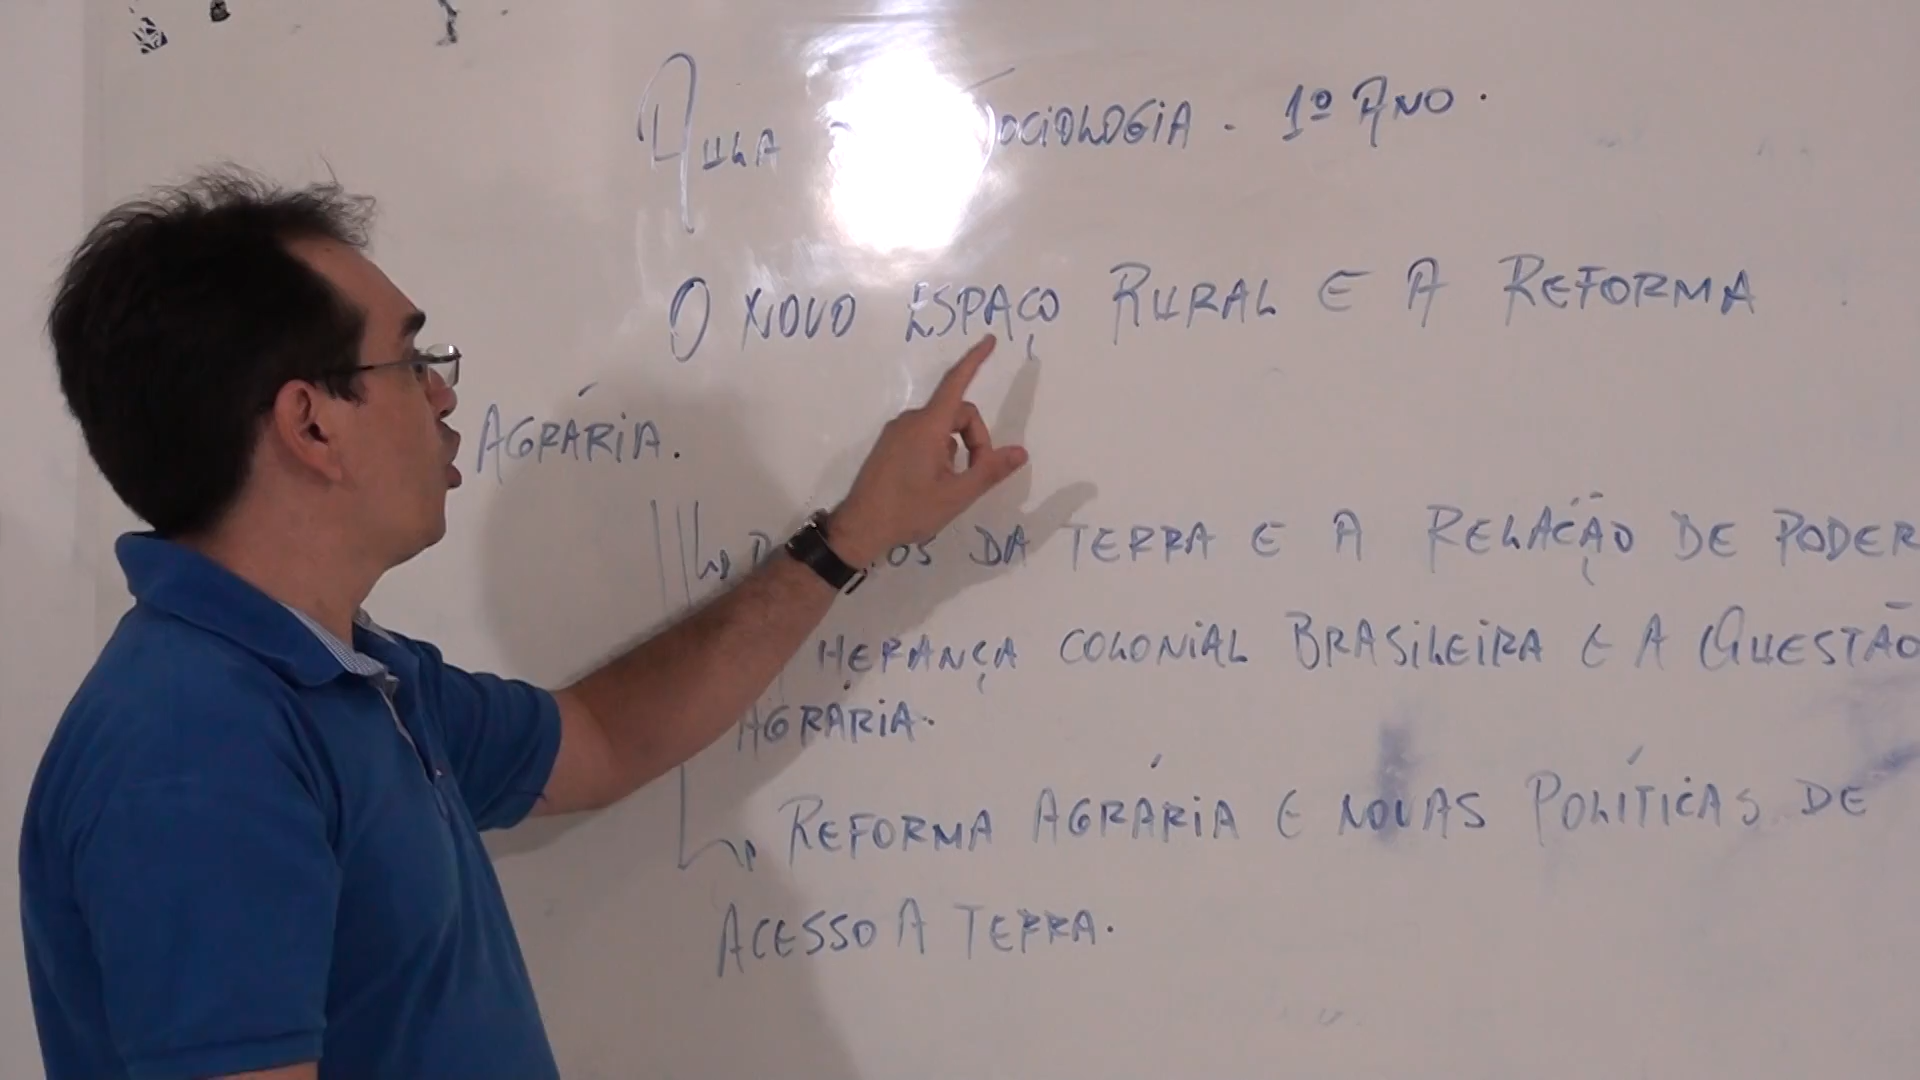 AULA SOCIOLOGIA - 1º ANO.
O NOVO ESPAÇO RURAL E A REFORMA
AGRÁRIA.
DA TERRA E A RELAÇÃO DE PODER
HERANÇA COLONIAL BRASILEIRA E A QUESTÃO
AGRARIA.
REFORMA AGRÁRIA E NOVAS POLÍTICAS DE
ACESSO A TERRA.